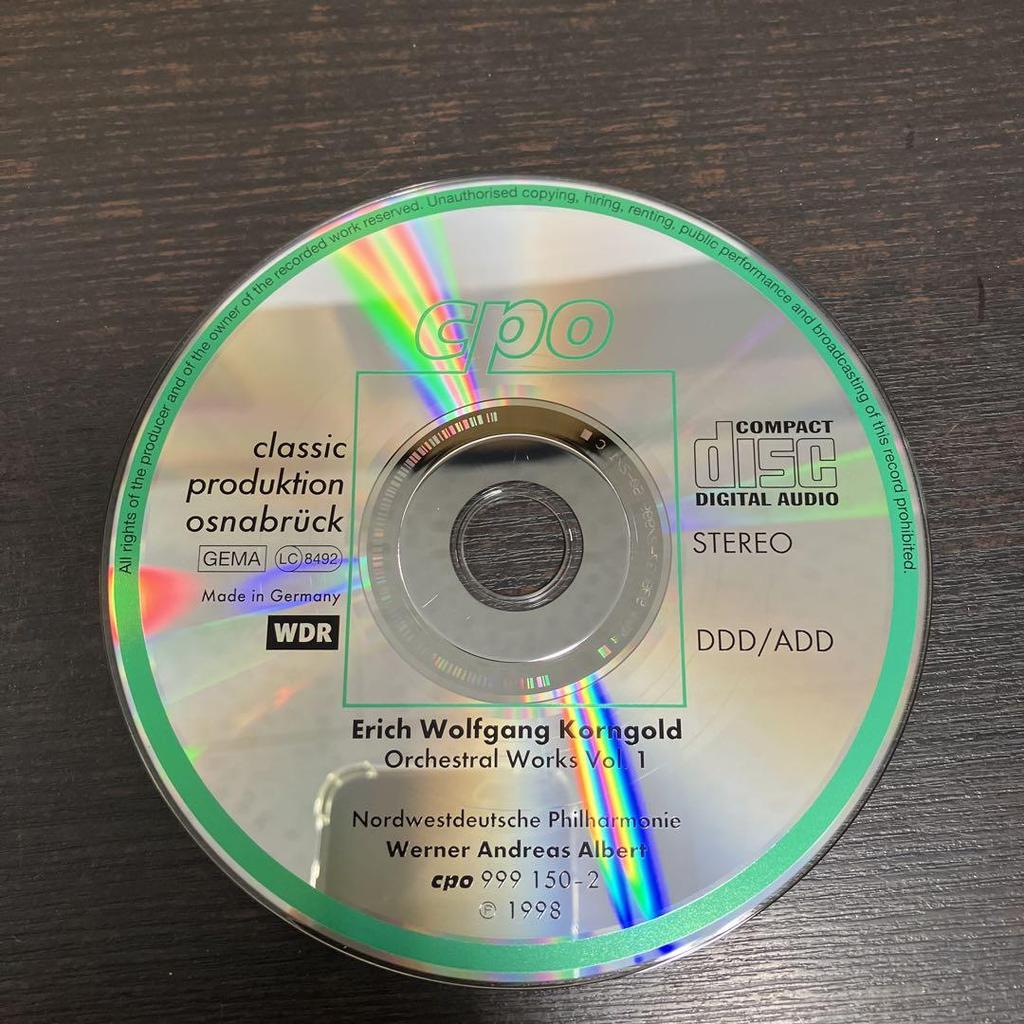 All rights of the producer and of the owner of the recorded work reserved. Unauthorised copying, hiring, renting, public performance and broadcasting of this record prohibited.
cpo
classic
produktion
osnabrück
GEMA LC 8492
Made in Germany
WDR
COMPACT
disc
DIGITAL AUDIO
STEREO
DDD/ADD
Erich Wolfgang Korngold
Orchestral Works Vol. 1
Nordwestdeutsche Philharmonie
Werner Andreas Albert
cpo 999 150-2
℗ 1998